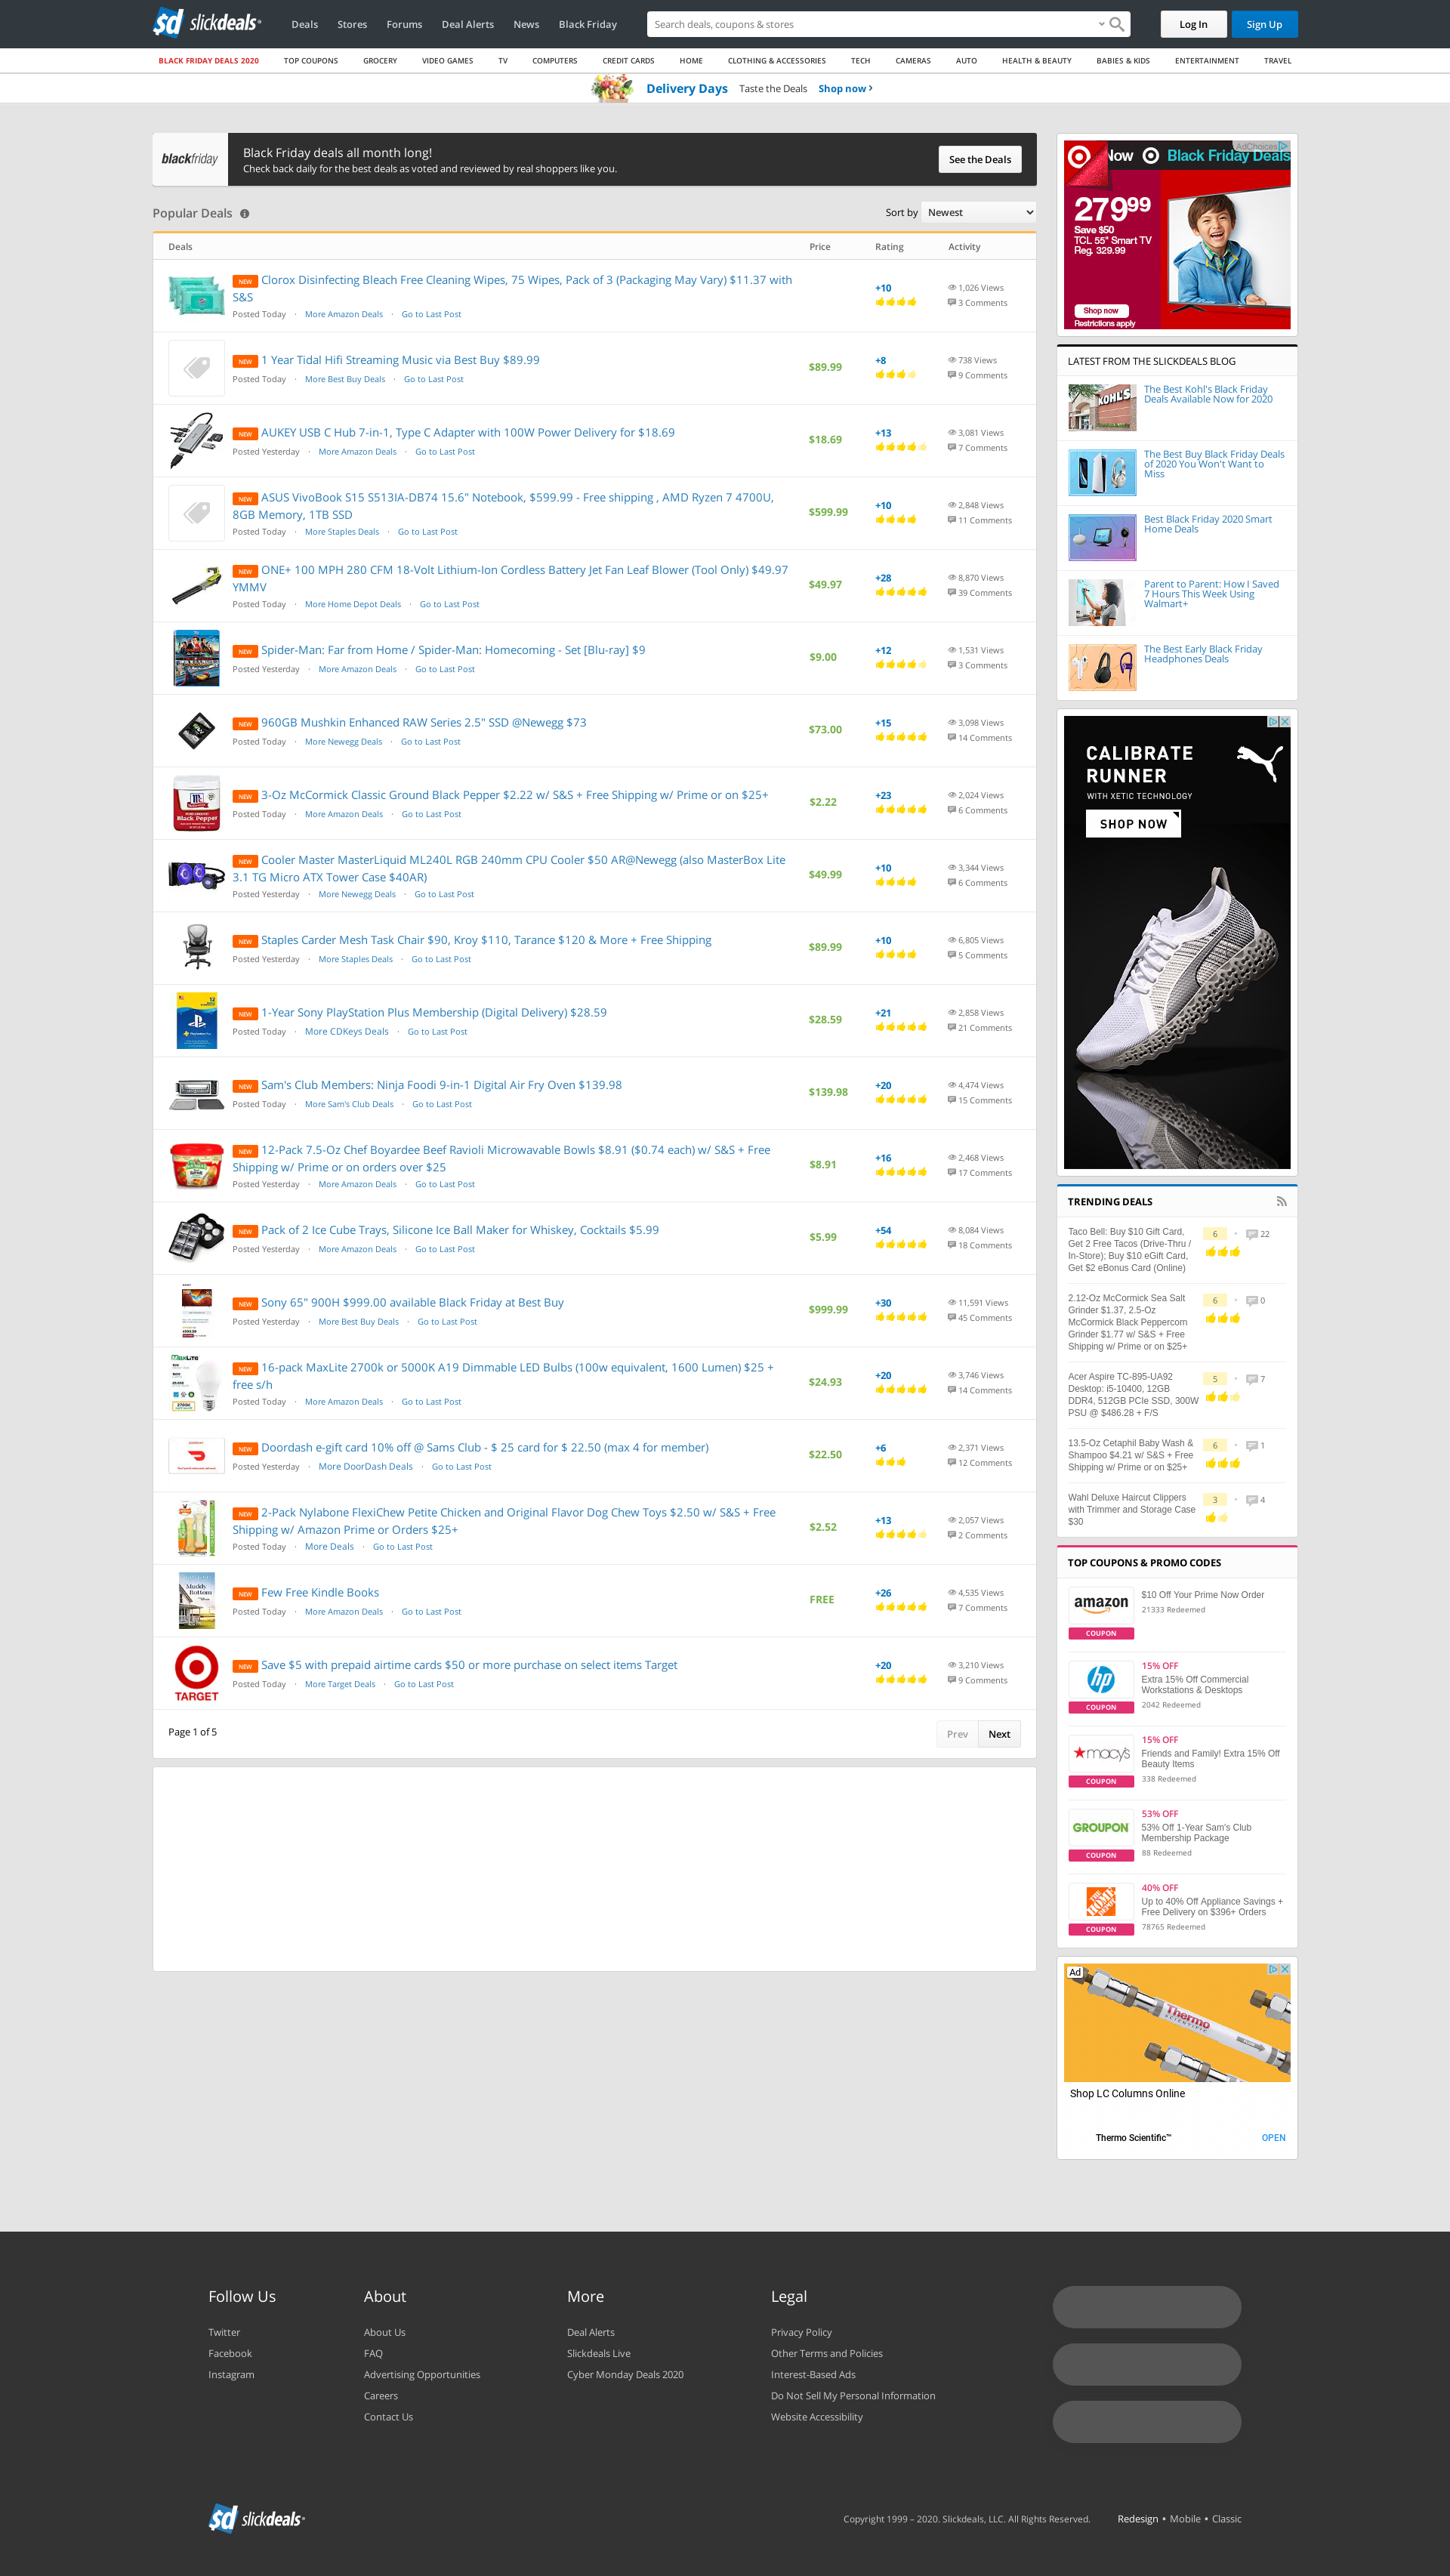 slickdeals
Deals
Stores
Forums
Deal Alerts
News
Black Friday
Search deals, coupons & stores
Log In
Sign Up
BLACK FRIDAY DEALS 2020
TOP COUPONS
GROCERY
VIDEO GAMES
TV
COMPUTERS
CREDIT CARDS
HOME
CLOTHING & ACCESSORIES
TECH
CAMERAS
AUTO
HEALTH & BEAUTY
BABIES & KIDS
ENTERTAINMENT
TRAVEL
Delivery Days Taste the Deals Shop now
blackfriday
Black Friday deals all month long!
Check back daily for the best deals as voted and reviewed by real shoppers like you.
See the Deals
Popular Deals
Sort by Newest
Deals Price Rating Activity
NEW Clorox Disinfecting Bleach Free Cleaning Wipes, 75 Wipes, Pack of 3 (Packaging May Vary) $11.37 with
S&S
Posted Today · More Amazon Deals · Go to Last Post
+10
1,026 Views
3 Comments
NEW 1 Year Tidal Hifi Streaming Music via Best Buy $89.99
Posted Today · More Best Buy Deals · Go to Last Post
$89.99
+8
738 Views
9 Comments
NEW AUKEY USB C Hub 7-in-1, Type C Adapter with 100W Power Delivery for $18.69
Posted Yesterday · More Amazon Deals · Go to Last Post
$18.69
+13
3,081 Views
7 Comments
NEW ASUS VivoBook S15 S513IA-DB74 15.6" Notebook, $599.99 - Free shipping , AMD Ryzen 7 4700U,
8GB Memory, 1TB SSD
Posted Today · More Staples Deals · Go to Last Post
$599.99
+10
2,848 Views
11 Comments
NEW ONE+ 100 MPH 280 CFM 18-Volt Lithium-Ion Cordless Battery Jet Fan Leaf Blower (Tool Only) $49.97
YMMV
Posted Today · More Home Depot Deals · Go to Last Post
$49.97
+28
8,870 Views
39 Comments
NEW Spider-Man: Far from Home / Spider-Man: Homecoming - Set [Blu-ray] $9
Posted Yesterday · More Amazon Deals · Go to Last Post
$9.00
+12
1,531 Views
3 Comments
NEW 960GB Mushkin Enhanced RAW Series 2.5" SSD @Newegg $73
Posted Today · More Newegg Deals · Go to Last Post
$73.00
+15
3,098 Views
14 Comments
Black Pepper
NEW 3-Oz McCormick Classic Ground Black Pepper $2.22 w/ S&S + Free Shipping w/ Prime or on $25+
Posted Today · More Amazon Deals · Go to Last Post
$2.22
+23
2,024 Views
6 Comments
NEW Cooler Master MasterLiquid ML240L RGB 240mm CPU Cooler $50 AR@Newegg (also MasterBox Lite
3.1 TG Micro ATX Tower Case $40AR)
Posted Yesterday · More Newegg Deals · Go to Last Post
$49.99
+10
3,344 Views
6 Comments
NEW Staples Carder Mesh Task Chair $90, Kroy $110, Tarance $120 & More + Free Shipping
Posted Yesterday · More Staples Deals · Go to Last Post
$89.99
+10
6,805 Views
5 Comments
NEW 1-Year Sony PlayStation Plus Membership (Digital Delivery) $28.59
Posted Today · More CDKeys Deals · Go to Last Post
$28.59
+21
2,858 Views
21 Comments
NEW Sam's Club Members: Ninja Foodi 9-in-1 Digital Air Fry Oven $139.98
Posted Today · More Sam's Club Deals · Go to Last Post
$139.98
+20
4,474 Views
15 Comments
NEW 12-Pack 7.5-Oz Chef Boyardee Beef Ravioli Microwavable Bowls $8.91 ($0.74 each) w/ S&S + Free
Shipping w/ Prime or on orders over $25
Posted Yesterday · More Amazon Deals · Go to Last Post
$8.91
+16
2,468 Views
17 Comments
NEW Pack of 2 Ice Cube Trays, Silicone Ice Ball Maker for Whiskey, Cocktails $5.99
Posted Yesterday · More Amazon Deals · Go to Last Post
$5.99
+54
8,084 Views
18 Comments
NEW Sony 65" 900H $999.00 available Black Friday at Best Buy
Posted Yesterday · More Best Buy Deals · Go to Last Post
$999.99
+30
11,591 Views
45 Comments
MaxLite
NEW 16-pack MaxLite 2700k or 5000K A19 Dimmable LED Bulbs (100w equivalent, 1600 Lumen) $25 +
free s/h
Posted Today · More Amazon Deals · Go to Last Post
$24.93
+20
3,746 Views
14 Comments
NEW Doordash e-gift card 10% off @ Sams Club - $ 25 card for $ 22.50 (max 4 for member)
Posted Yesterday · More DoorDash Deals · Go to Last Post
$22.50
+6
2,371 Views
12 Comments
NEW 2-Pack Nylabone FlexiChew Petite Chicken and Original Flavor Dog Chew Toys $2.50 w/ S&S + Free
Shipping w/ Amazon Prime or Orders $25+
Posted Today · More Deals · Go to Last Post
$2.52
+13
2,057 Views
2 Comments
Muddy Bottom
NEW Few Free Kindle Books
Posted Today · More Amazon Deals · Go to Last Post
FREE
+26
4,535 Views
7 Comments
TARGET
NEW Save $5 with prepaid airtime cards $50 or more purchase on select items Target
Posted Today · More Target Deals · Go to Last Post
+20
3,210 Views
9 Comments
Page 1 of 5
Prev Next
AdChoices
Now Black Friday Deals
279.99
Save $50
TCL 55" Smart TV
Reg. 329.99
Shop now
Restrictions apply
LATEST FROM THE SLICKDEALS BLOG
KOHL'S
The Best Kohl's Black Friday
Deals Available Now for 2020
The Best Buy Black Friday Deals
of 2020 You Won't Want to
Miss
Best Black Friday 2020 Smart
Home Deals
Parent to Parent: How I Saved
7 Hours This Week Using
Walmart+
The Best Early Black Friday
Headphones Deals
CALIBRATE
RUNNER
WITH XETIC TECHNOLOGY
SHOP NOW
TRENDING DEALS
Taco Bell: Buy $10 Gift Card,
Get 2 Free Tacos (Drive-Thru /
In-Store); Buy $10 eGift Card,
Get $2 eBonus Card (Online)
6 • 22
2.12-Oz McCormick Sea Salt
Grinder $1.37, 2.5-Oz
McCormick Black Peppercorn
Grinder $1.77 w/ S&S + Free
Shipping w/ Prime or on $25+
6 • 0
Acer Aspire TC-895-UA92
Desktop: i5-10400, 12GB
DDR4, 512GB PCIe SSD, 300W
PSU @ $486.28 + F/S
5 • 7
13.5-Oz Cetaphil Baby Wash &
Shampoo $4.21 w/ S&S + Free
Shipping w/ Prime or on $25+
6 • 1
Wahl Deluxe Haircut Clippers
with Trimmer and Storage Case
$30
3 • 4
TOP COUPONS & PROMO CODES
amazon
COUPON
$10 Off Your Prime Now Order
21333 Redeemed
hp
COUPON
15% OFF
Extra 15% Off Commercial
Workstations & Desktops
2042 Redeemed
macy's
COUPON
15% OFF
Friends and Family! Extra 15% Off
Beauty Items
338 Redeemed
GROUPON
COUPON
53% OFF
53% Off 1-Year Sam's Club
Membership Package
88 Redeemed
COUPON
40% OFF
Up to 40% Off Appliance Savings +
Free Delivery on $396+ Orders
78765 Redeemed
Ad
Thermo
SCIENTIFIC
Shop LC Columns Online
Thermo Scientific™
OPEN
Follow Us
Twitter
Facebook
Instagram
About
About Us
FAQ
Advertising Opportunities
Careers
Contact Us
More
Deal Alerts
Slickdeals Live
Cyber Monday Deals 2020
Legal
Privacy Policy
Other Terms and Policies
Interest-Based Ads
Do Not Sell My Personal Information
Website Accessibility
slickdeals
Copyright 1999 – 2020. Slickdeals, LLC. All Rights Reserved.
Redesign • Mobile • Classic